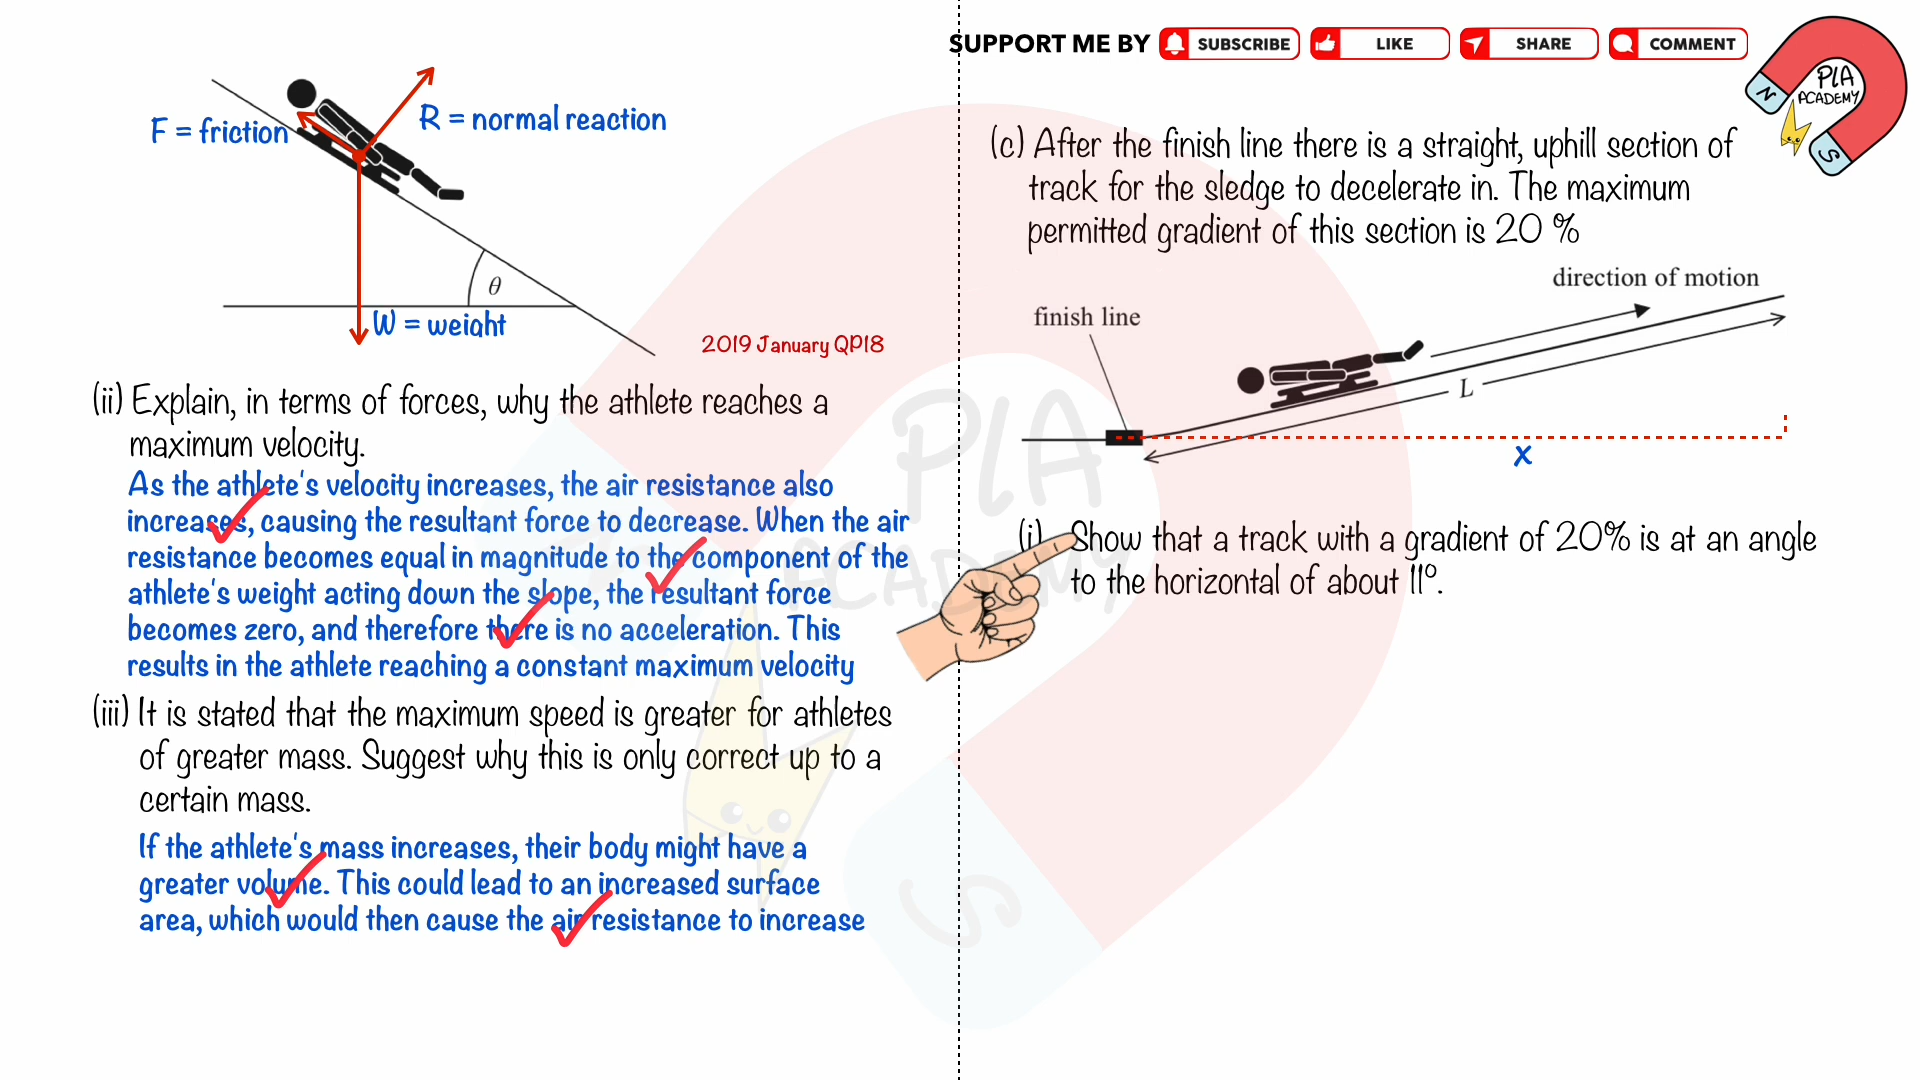 SUPPORT ME BY
SUBSCRIBE
LIKE
SHARE
COMMENT
PLA
ACADEMY
N
S
F = friction
R = normal reaction
θ
W = weight
2019 January QP18
(ii) Explain, in terms of forces, why the athlete reaches a
maximum velocity.
As the athlete's velocity increases, the air resistance also
increases, causing the resultant force to decrease. When the air
resistance becomes equal in magnitude to the component of the
athlete's weight acting down the slope, the resultant force
becomes zero, and therefore there is no acceleration. This
results in the athlete reaching a constant maximum velocity
(iii) It is stated that the maximum speed is greater for athletes
of greater mass. Suggest why this is only correct up to a
certain mass.
If the athlete's mass increases, their body might have a
greater volume. This could lead to an increased surface
area, which would then cause the air resistance to increase
(c) After the finish line there is a straight, uphill section of
track for the sledge to decelerate in. The maximum
permitted gradient of this section is 20 %
direction of motion
finish line
L
x
(i) Show that a track with a gradient of 20% is at an angle
to the horizontal of about 11°.
PLA
ACADEMY
S